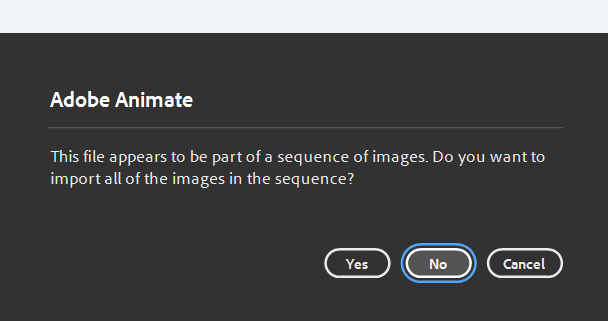 Adobe Animate
This file appears to be part of a sequence of images. Do you want to
import all of the images in the sequence?
Yes No Cancel